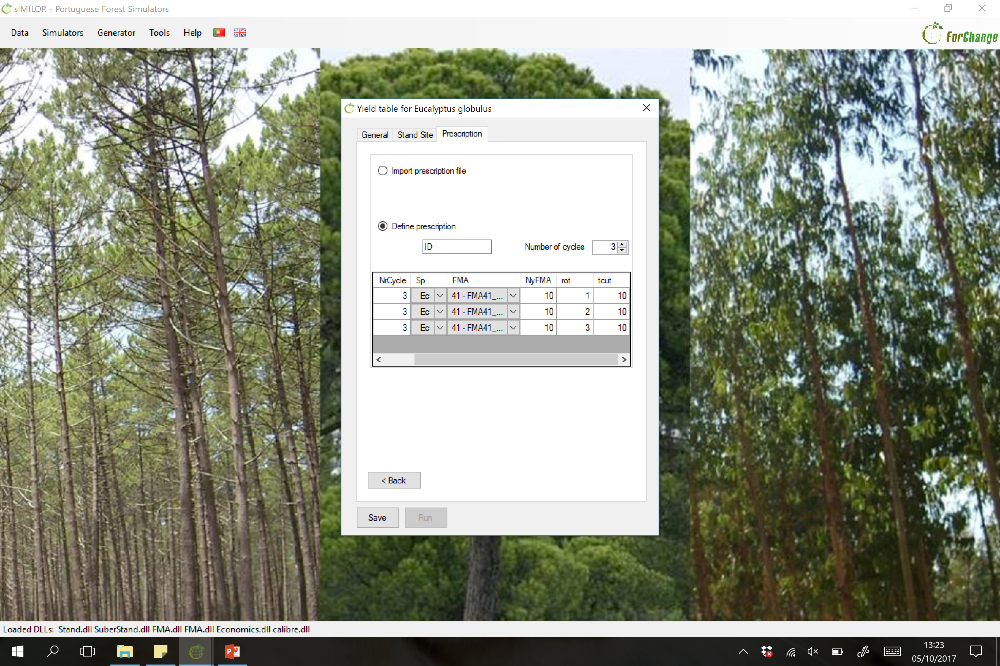 sIMfLOR - Portuguese Forest Simulators
Data Simulators Generator Tools Help
ForChange
Yield table for Eucalyptus globulus
General Stand Site Prescription
Import prescription file
Define prescription
ID Number of cycles 3
NrCycle Sp FMA NyFMA rot tcut
3 Ec 41 - FMA41_... 10 1 10
3 Ec 41 - FMA41_... 10 2 10
3 Ec 41 - FMA41_... 10 3 10
< Back
Save Run
Loaded DLLs: Stand.dll SuberStand.dll FMA.dll FMA.dll Economics.dll calibre.dll
13:23
05/10/2017